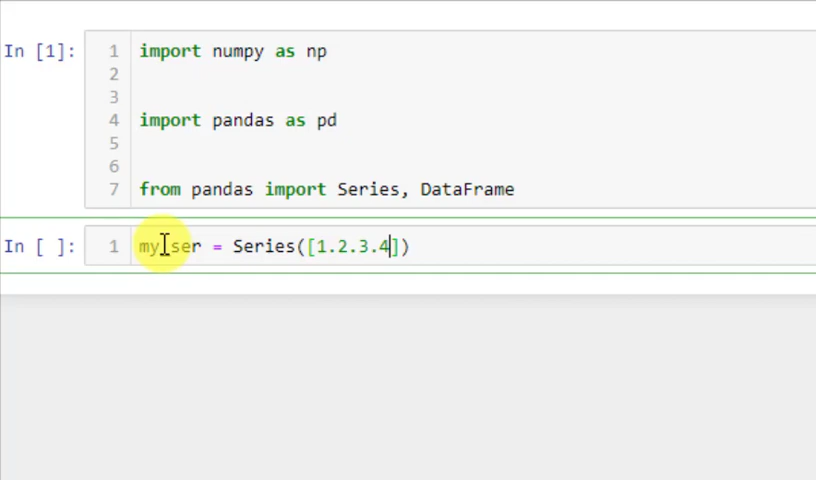 In [1]: 1 import numpy as np
2
3
4 import pandas as pd
5
6
7 from pandas import Series, DataFrame
In [ ]: 1 my_ser = Series([1.2.3.4])